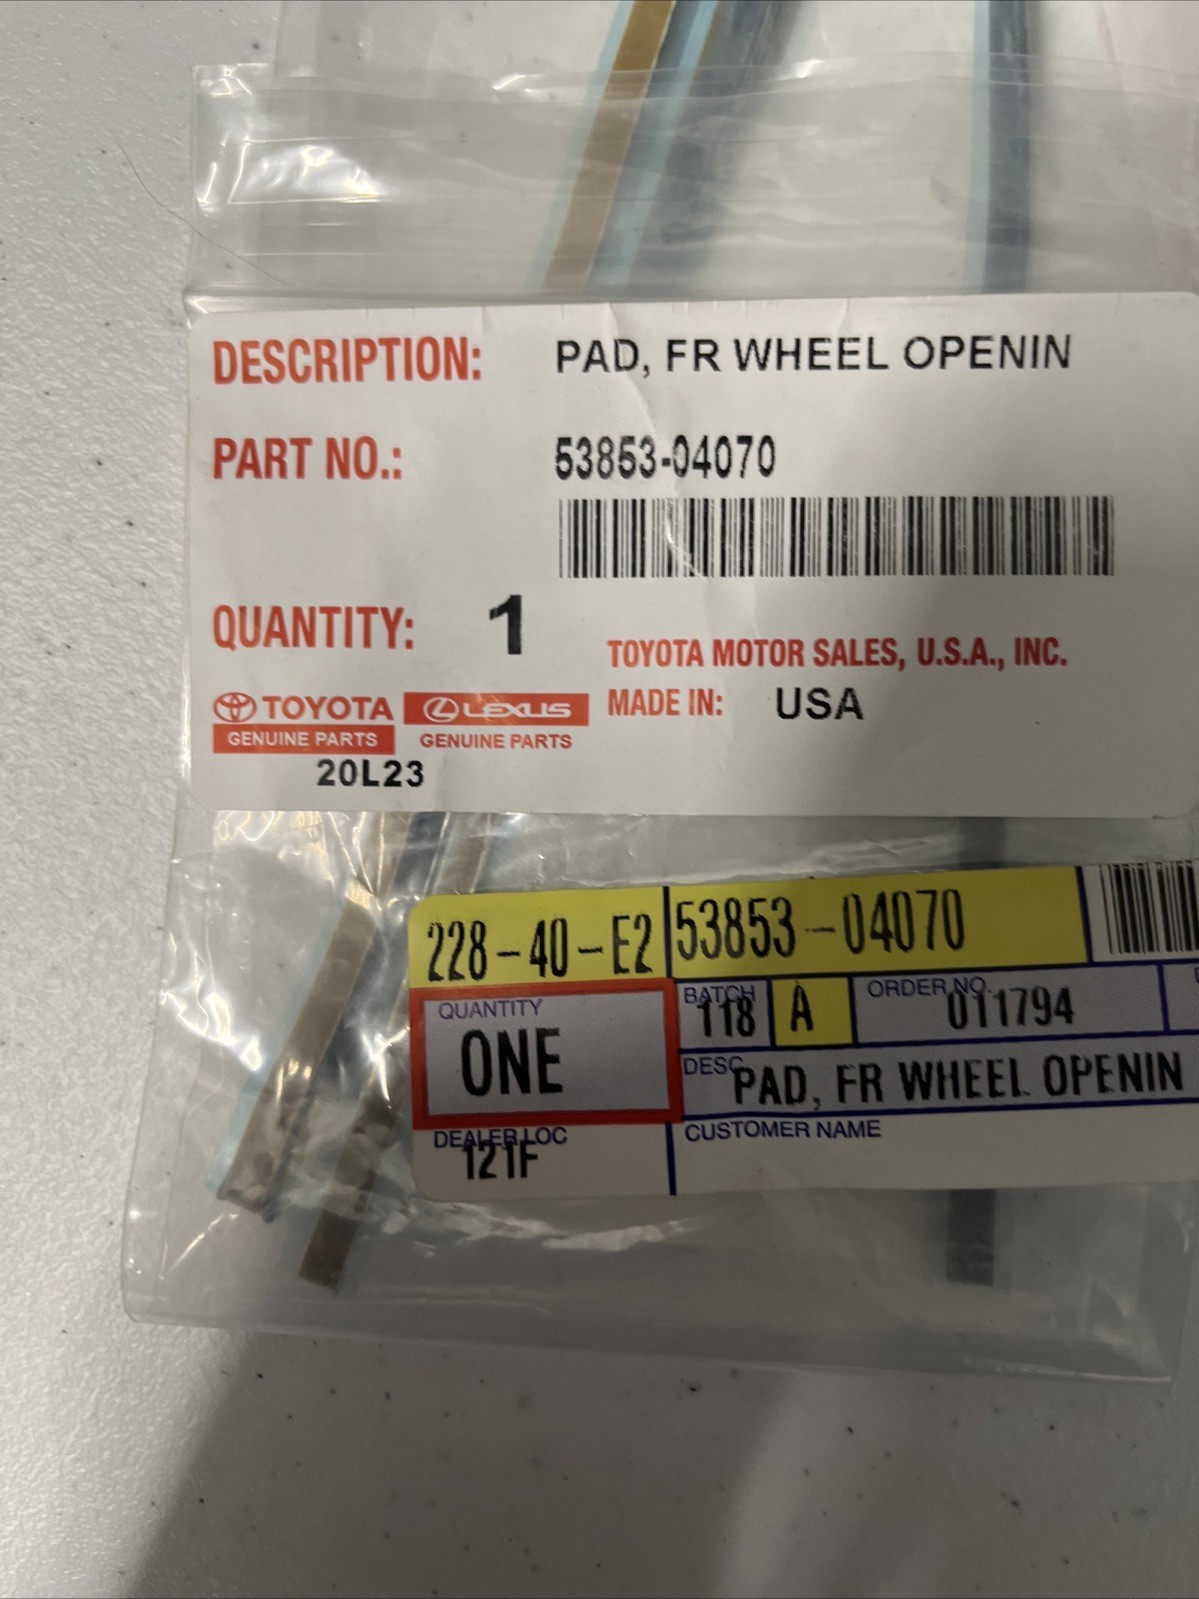 DESCRIPTION: PAD, FR WHEEL OPENIN
PART NO.: 53853-04070
QUANTITY: 1
TOYOTA MOTOR SALES, U.S.A., INC.
MADE IN: USA
TOYOTA LEXUS
GENUINE PARTS GENUINE PARTS
20L23
228-40-E2 53853-04070
QUANTITY BATCH A ORDER NO.
ONE 118 011794
DESC PAD, FR WHEEL OPENIN
DEALER LOC CUSTOMER NAME
121F